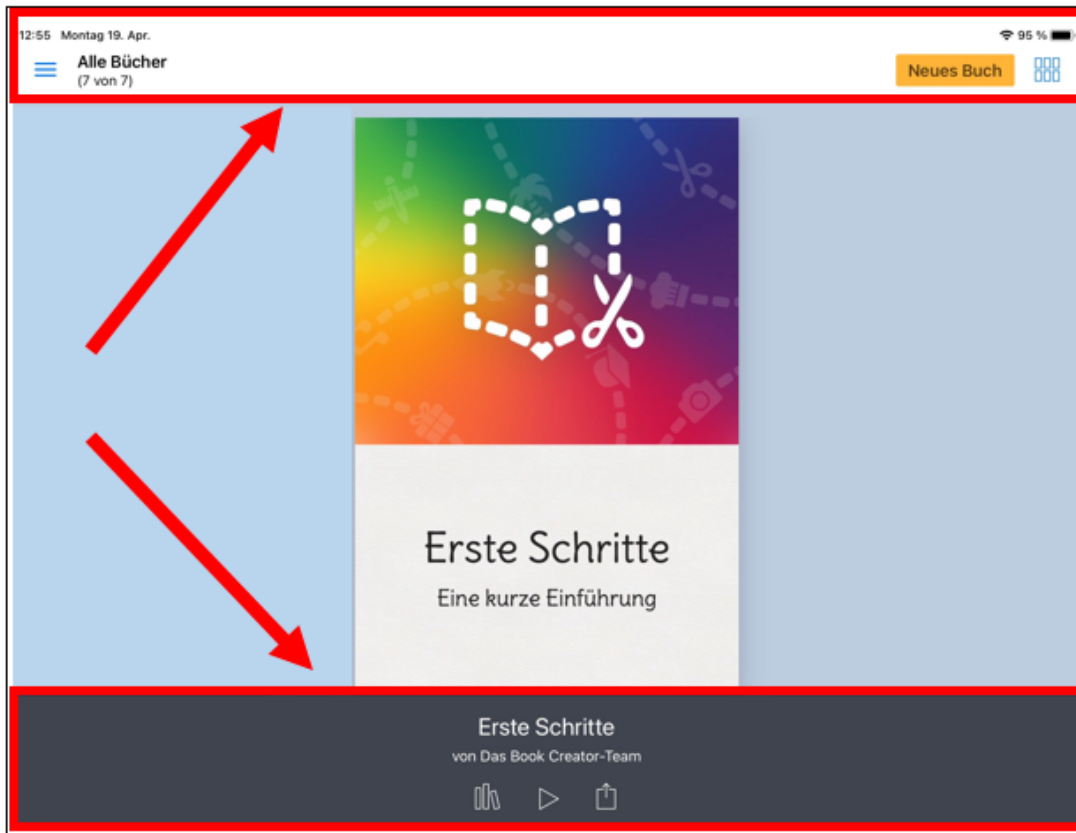 12:55 Montag 19. Apr.
95 %
Alle Bücher
(7 von 7)
Neues Buch
Erste Schritte
Eine kurze Einführung
Erste Schritte
von Das Book Creator-Team